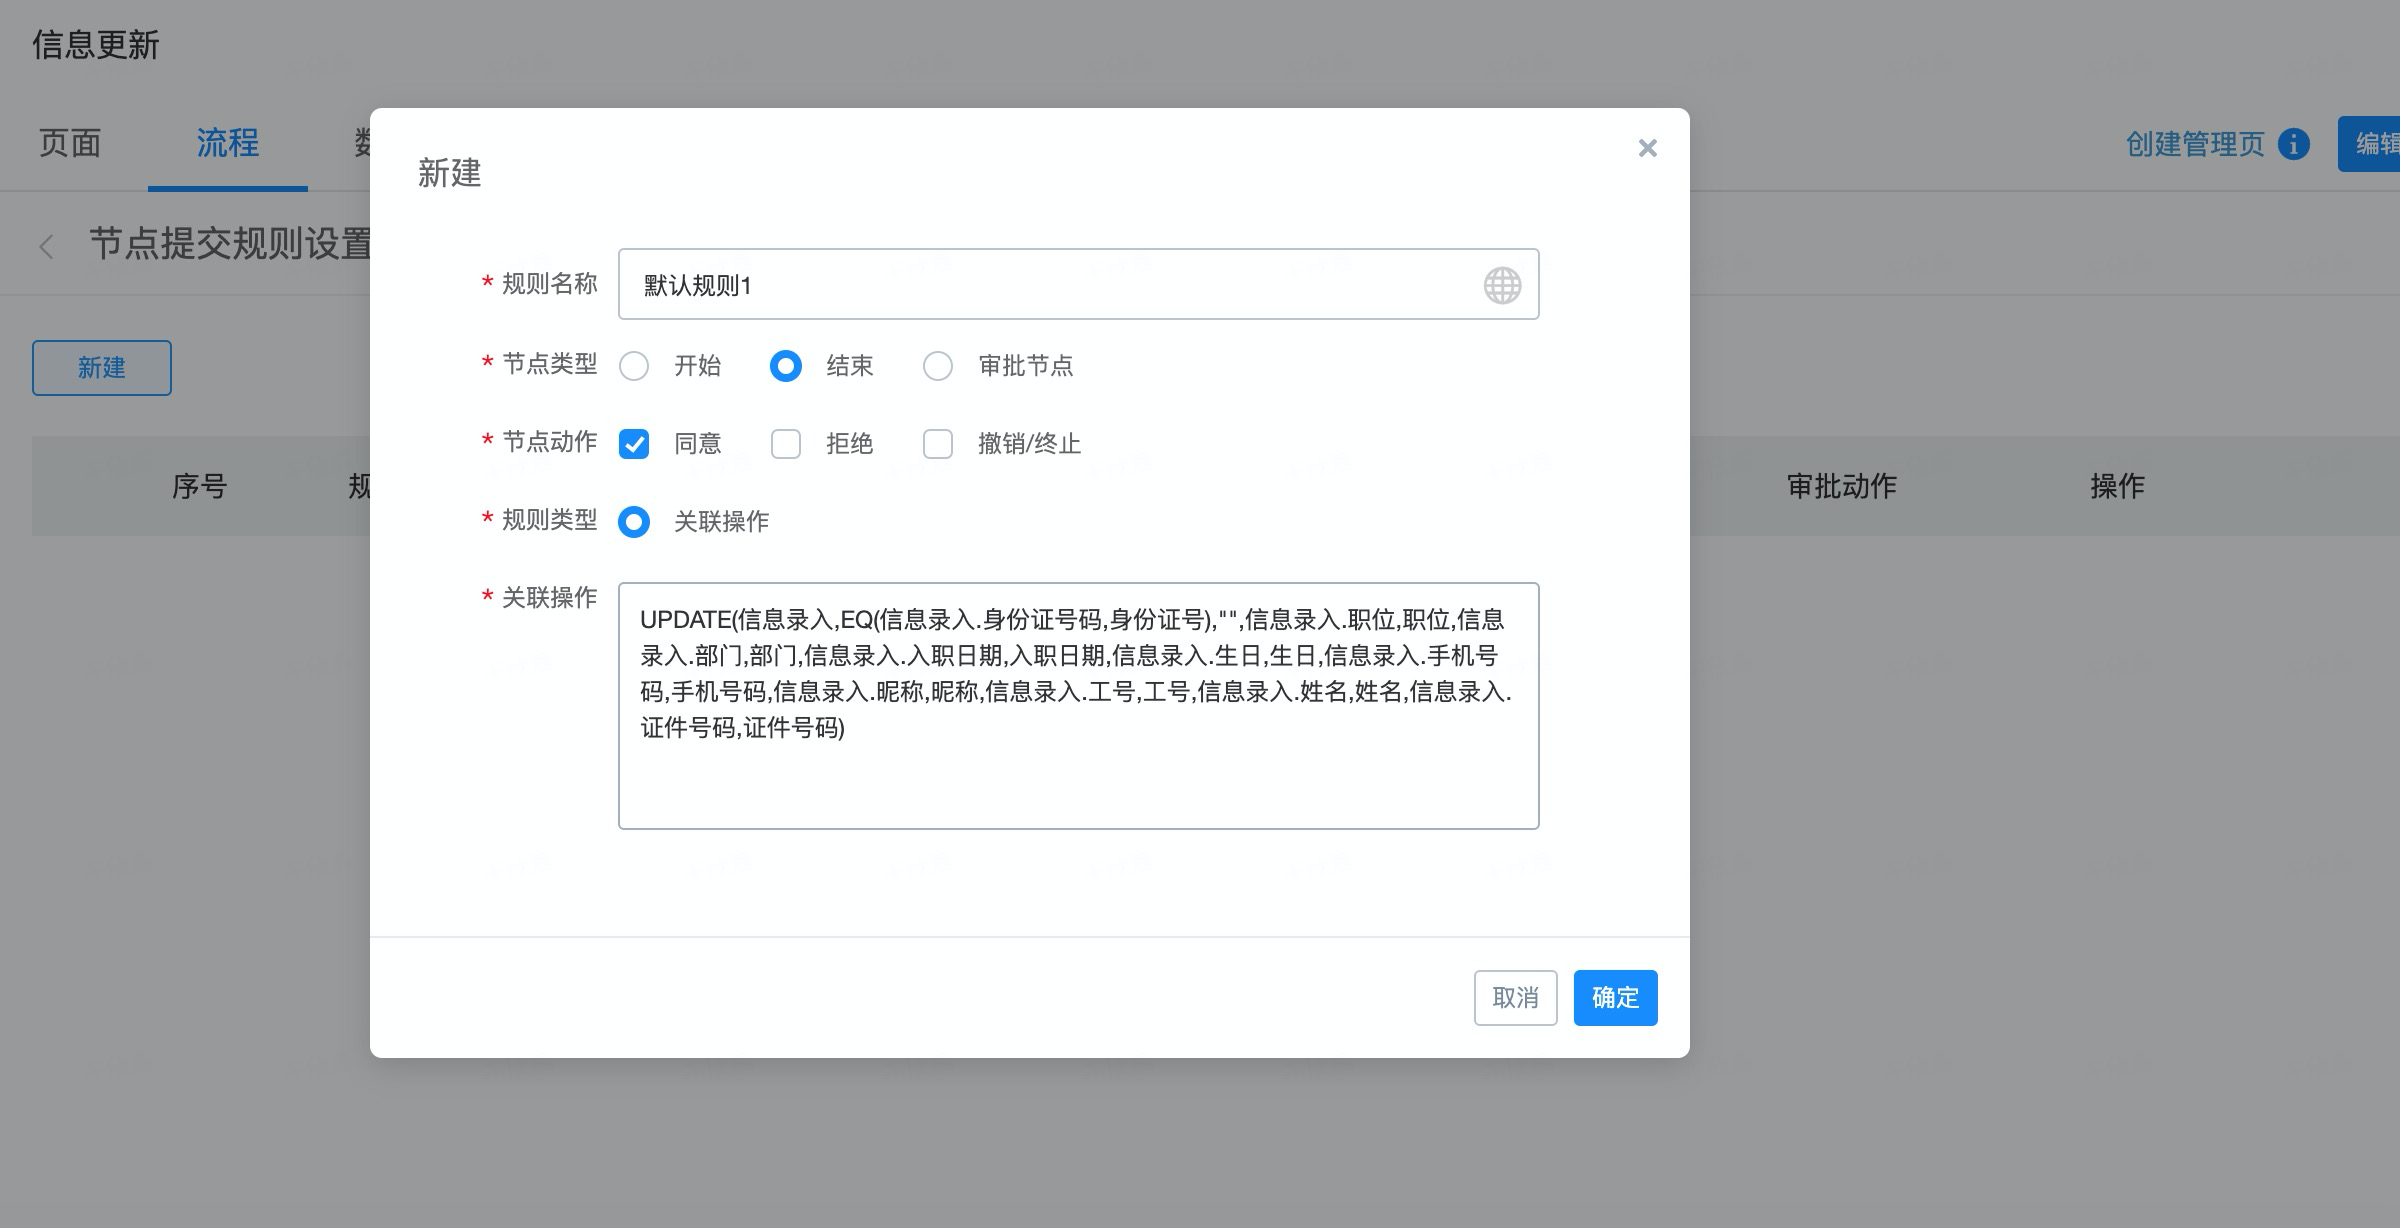 信息更新
页面
流程
创建管理页
编辑
节点提交规则设置
新建
序号
规
审批动作
操作
新建
* 规则名称
默认规则1
* 节点类型
开始
结束
审批节点
* 节点动作
同意
拒绝
撤销/终止
* 规则类型
关联操作
* 关联操作
UPDATE(信息录入,EQ(信息录入.身份证号码,身份证号),"",信息录入.职位,职位,信息
录入.部门,部门,信息录入.入职日期,入职日期,信息录入.生日,生日,信息录入.手机号
码,手机号码,信息录入.昵称,昵称,信息录入.工号,工号,信息录入.姓名,姓名,信息录入.
证件号码,证件号码)
取消
确定